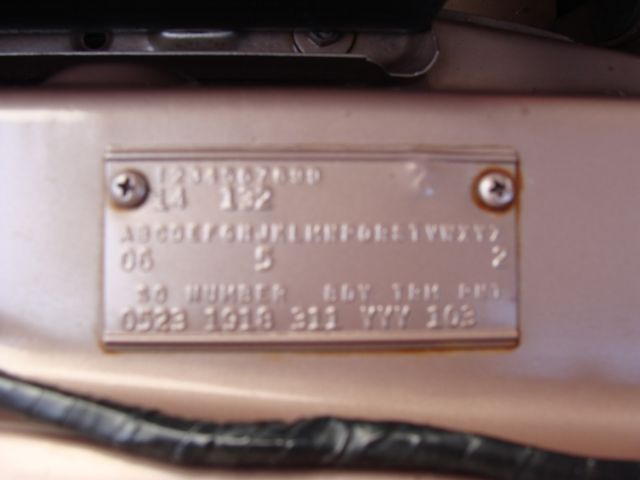 1234567890
14 132
ABCDEFGHJKLMNPQRSTVWXYZ
06 5 2
SO NUMBER BDY TRM PNT
0523 1918 311 YYY 103